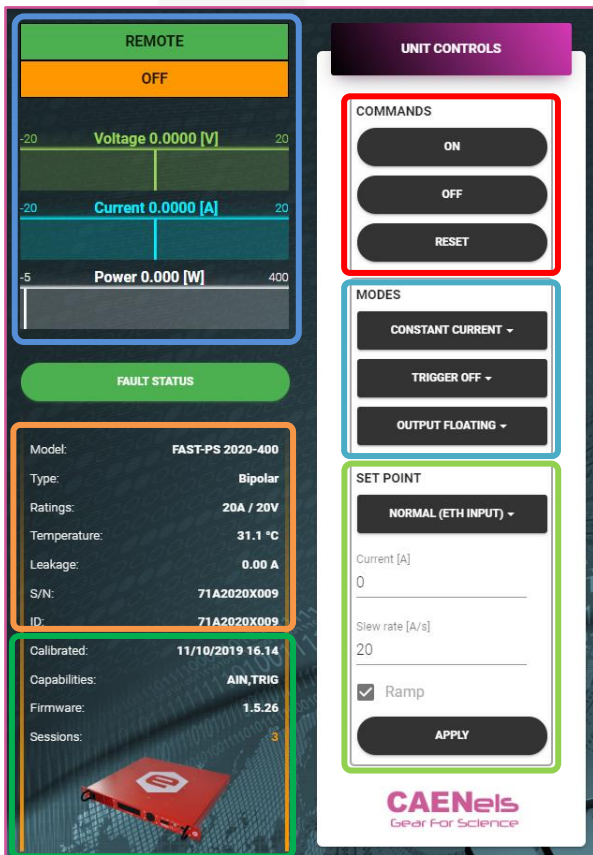 REMOTE
OFF
-20 Voltage 0.0000 [V] 20
-20 Current 0.0000 [A] 20
-5 Power 0.000 [W] 400
FAULT STATUS
Model: FAST-PS 2020-400
Type: Bipolar
Ratings: 20A / 20V
Temperature: 31.1 °C
Leakage: 0.00 A
S/N: 71A2020X009
ID: 71A2020X009
Calibrated: 11/10/2019 16.14
Capabilities: AIN,TRIG
Firmware: 1.5.26
Sessions: 3
UNIT CONTROLS
COMMANDS
ON
OFF
RESET
MODES
CONSTANT CURRENT
TRIGGER OFF
OUTPUT FLOATING
SET POINT
NORMAL (ETH INPUT)
Current [A]
0
Slew rate [A/s]
20
Ramp
APPLY
CAENels
Gear For Science